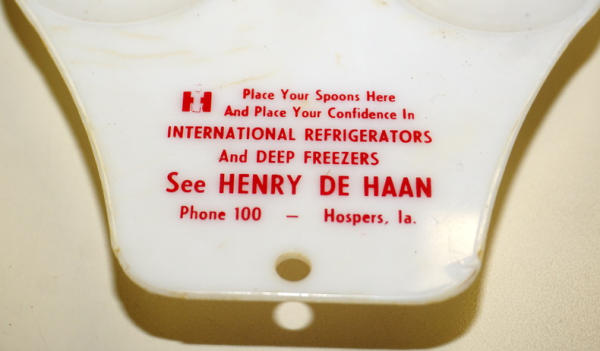 Place Your Spoons Here
And Place Your Confidence In
INTERNATIONAL REFRIGERATORS
And DEEP FREEZERS
See HENRY DE HAAN
Phone 100 — Hospers, Ia.